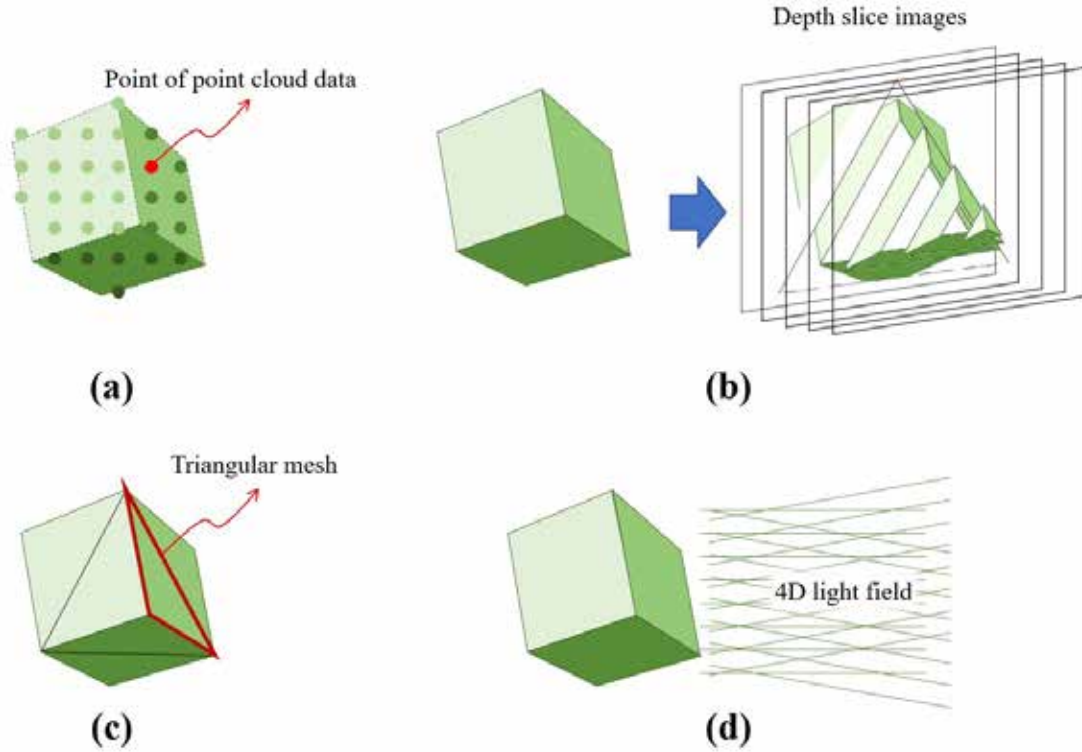 Depth slice images
Point of point cloud data
(a)
(b)
Triangular mesh
4D light field
(c)
(d)